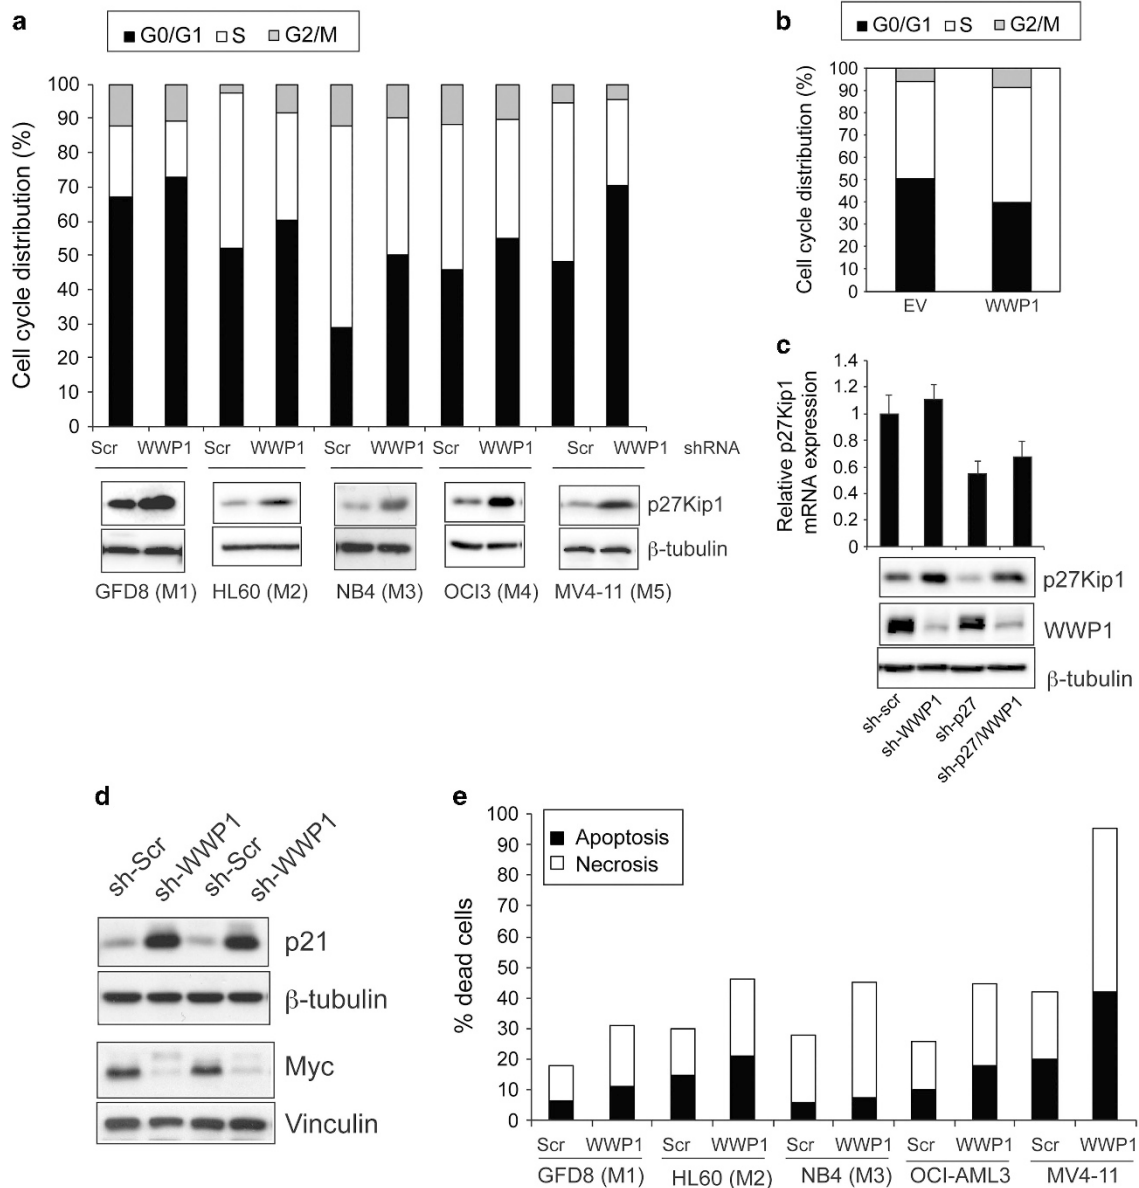 a
G0/G1 S G2/M
Cell cycle distribution (%)
100
90
80
70
60
50
40
30
20
10
0
Scr WWP1 Scr WWP1 Scr WWP1 Scr WWP1 Scr WWP1 shRNA
p27Kip1
β-tubulin
GFD8 (M1) HL60 (M2) NB4 (M3) OCI3 (M4) MV4-11 (M5)
b
G0/G1 S G2/M
Cell cycle distribution (%)
100
90
80
70
60
50
40
30
20
10
0
EV WWP1
c
Relative p27Kip1
mRNA expression
1.4
1.2
1
0.8
0.6
0.4
0.2
0
p27Kip1
WWP1
β-tubulin
sh-scr
sh-WWP1
sh-p27
sh-p27/WWP1
d
sh-Scr
sh-WWP1
sh-Scr
sh-WWP1
p21
β-tubulin
Myc
Vinculin
e
Apoptosis
Necrosis
% dead cells
100
90
80
70
60
50
40
30
20
10
0
Scr WWP1 Scr WWP1 Scr WWP1 Scr WWP1 Scr WWP1
GFD8 (M1) HL60 (M2) NB4 (M3) OCI-AML3 MV4-11